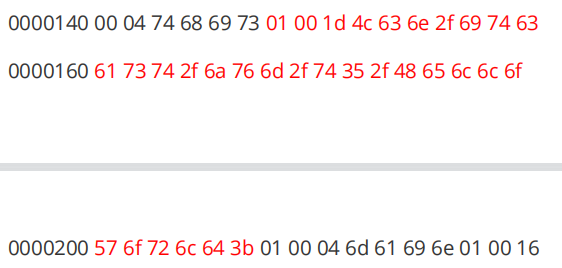 0000140 00 04 74 68 69 73 01 00 1d 4c 63 6e 2f 69 74 63
0000160 61 73 74 2f 6a 76 6d 2f 74 35 2f 48 65 6c 6c 6f
0000200 57 6f 72 6c 64 3b 01 00 04 6d 61 69 6e 01 00 16